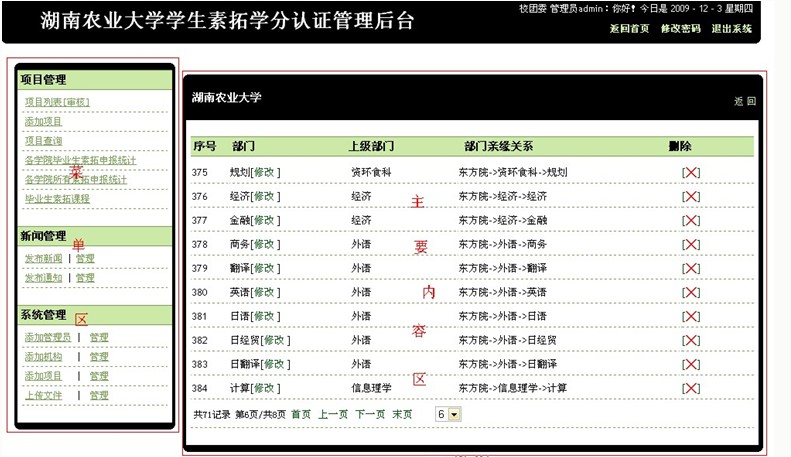 湖南农业大学学生素拓学分认证管理后台
校团委 管理员admin：你好！今日是 2009 - 12 - 3 星期四
返回首页 修改密码 退出系统
项目管理
项目列表[审核]
添加项目
项目查询
各学院毕业生素拓申报统计
各学院所有素拓申报统计
毕业生素拓课程
新闻管理
发布新闻 | 管理
发布通知 | 管理
系统管理
添加管理员 | 管理
添加机构 | 管理
添加项目 | 管理
上传文件 | 管理
菜
单
区
湖南农业大学
返回
序号 部门 上级部门 部门亲缘关系 删除
375 规划[修改 ] 资环食科 东方院->资环食科->规划 [X]
376 经济[修改 ] 经济 东方院->经济->经济 [X]
377 金融[修改 ] 经济 东方院->经济->金融 [X]
378 商务[修改 ] 外语 东方院->外语->商务 [X]
379 翻译[修改 ] 外语 东方院->外语->翻译 [X]
380 英语[修改 ] 外语 东方院->外语->英语 [X]
381 日语[修改 ] 外语 东方院->外语->日语 [X]
382 日经贸[修改 ] 外语 东方院->外语->日经贸 [X]
383 日翻译[修改 ] 外语 东方院->外语->日翻译 [X]
384 计算[修改 ] 信息理学 东方院->信息理学->计算 [X]
共71记录 第6页/共8页 首页 上一页 下一页 末页 6
主
要
内
容
区